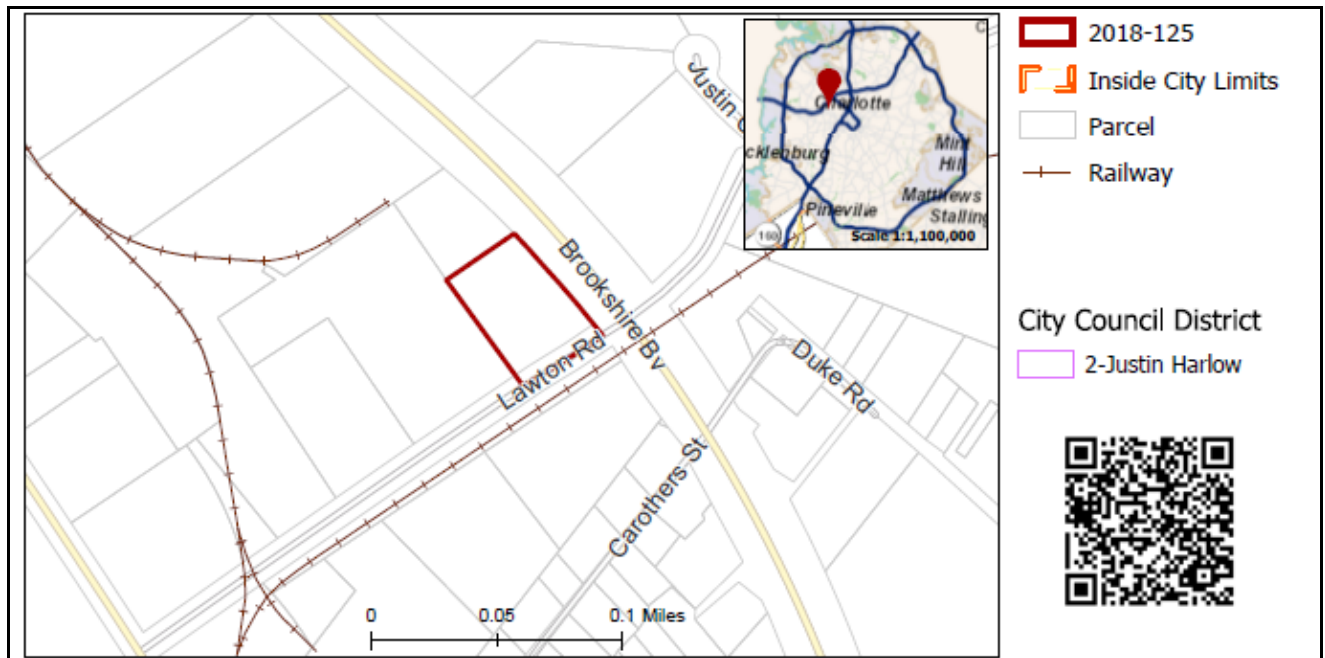 Justin C
Brookshire Bv
Lawton Rd
Duke Rd
Carothers St
0 0.05 0.1 Miles
Charlotte
cklenburg
Mint
Hill
Matthews
Stalling
Pineville
160
Scale 1:1,100,000
2018-125
Inside City Limits
Parcel
Railway
City Council District
2-Justin Harlow